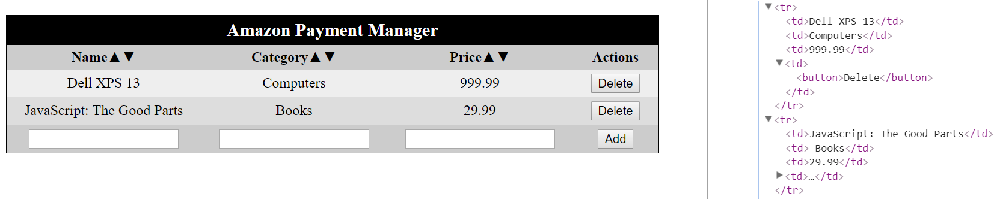 Amazon Payment Manager
Name▲▼ Category▲▼ Price▲▼ Actions
Dell XPS 13 Computers 999.99 Delete
JavaScript: The Good Parts Books 29.99 Delete
Add
▼<tr>
<td>Dell XPS 13</td>
<td>Computers</td>
<td>999.99</td>
▼<td>
<button>Delete</button>
</td>
</tr>
▼<tr>
<td>JavaScript: The Good Parts</td>
<td> Books</td>
<td>29.99</td>
▶<td>…</td>
</tr>